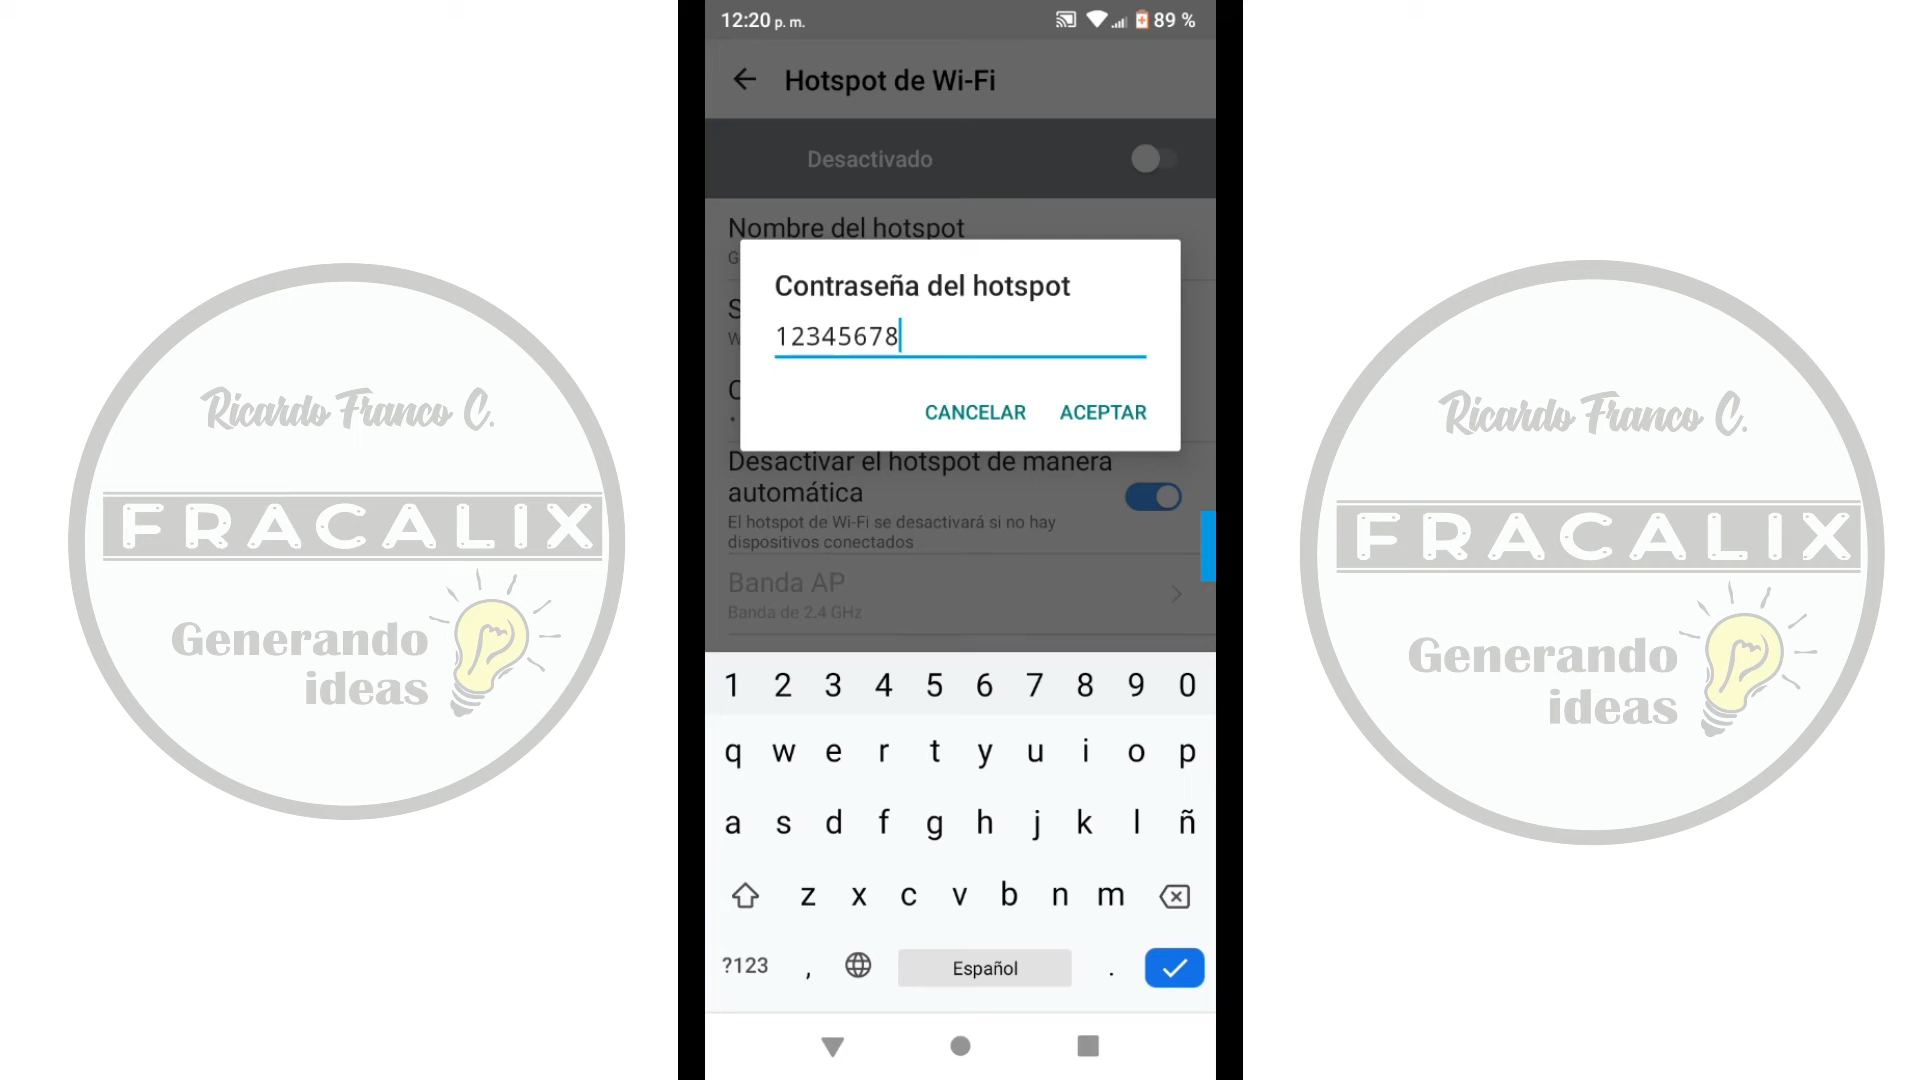 12:20 p. m.
89 %
Hotspot de Wi-Fi
Desactivado
Nombre del hotspot
G
Contraseña del hotspot
S
12345678
W
C
CANCELAR ACEPTAR
Desactivar el hotspot de manera
automática
El hotspot de Wi-Fi se desactivará si no hay
dispositivos conectados
Banda AP
Banda de 2.4 GHz
1 2 3 4 5 6 7 8 9 0
q w e r t y u i o p
a s d f g h j k l ñ
z x c v b n m
?123 , Español .
Ricardo Franco C.
FRACALIX
Generando
ideas
Ricardo Franco C.
FRACALIX
Generando
ideas